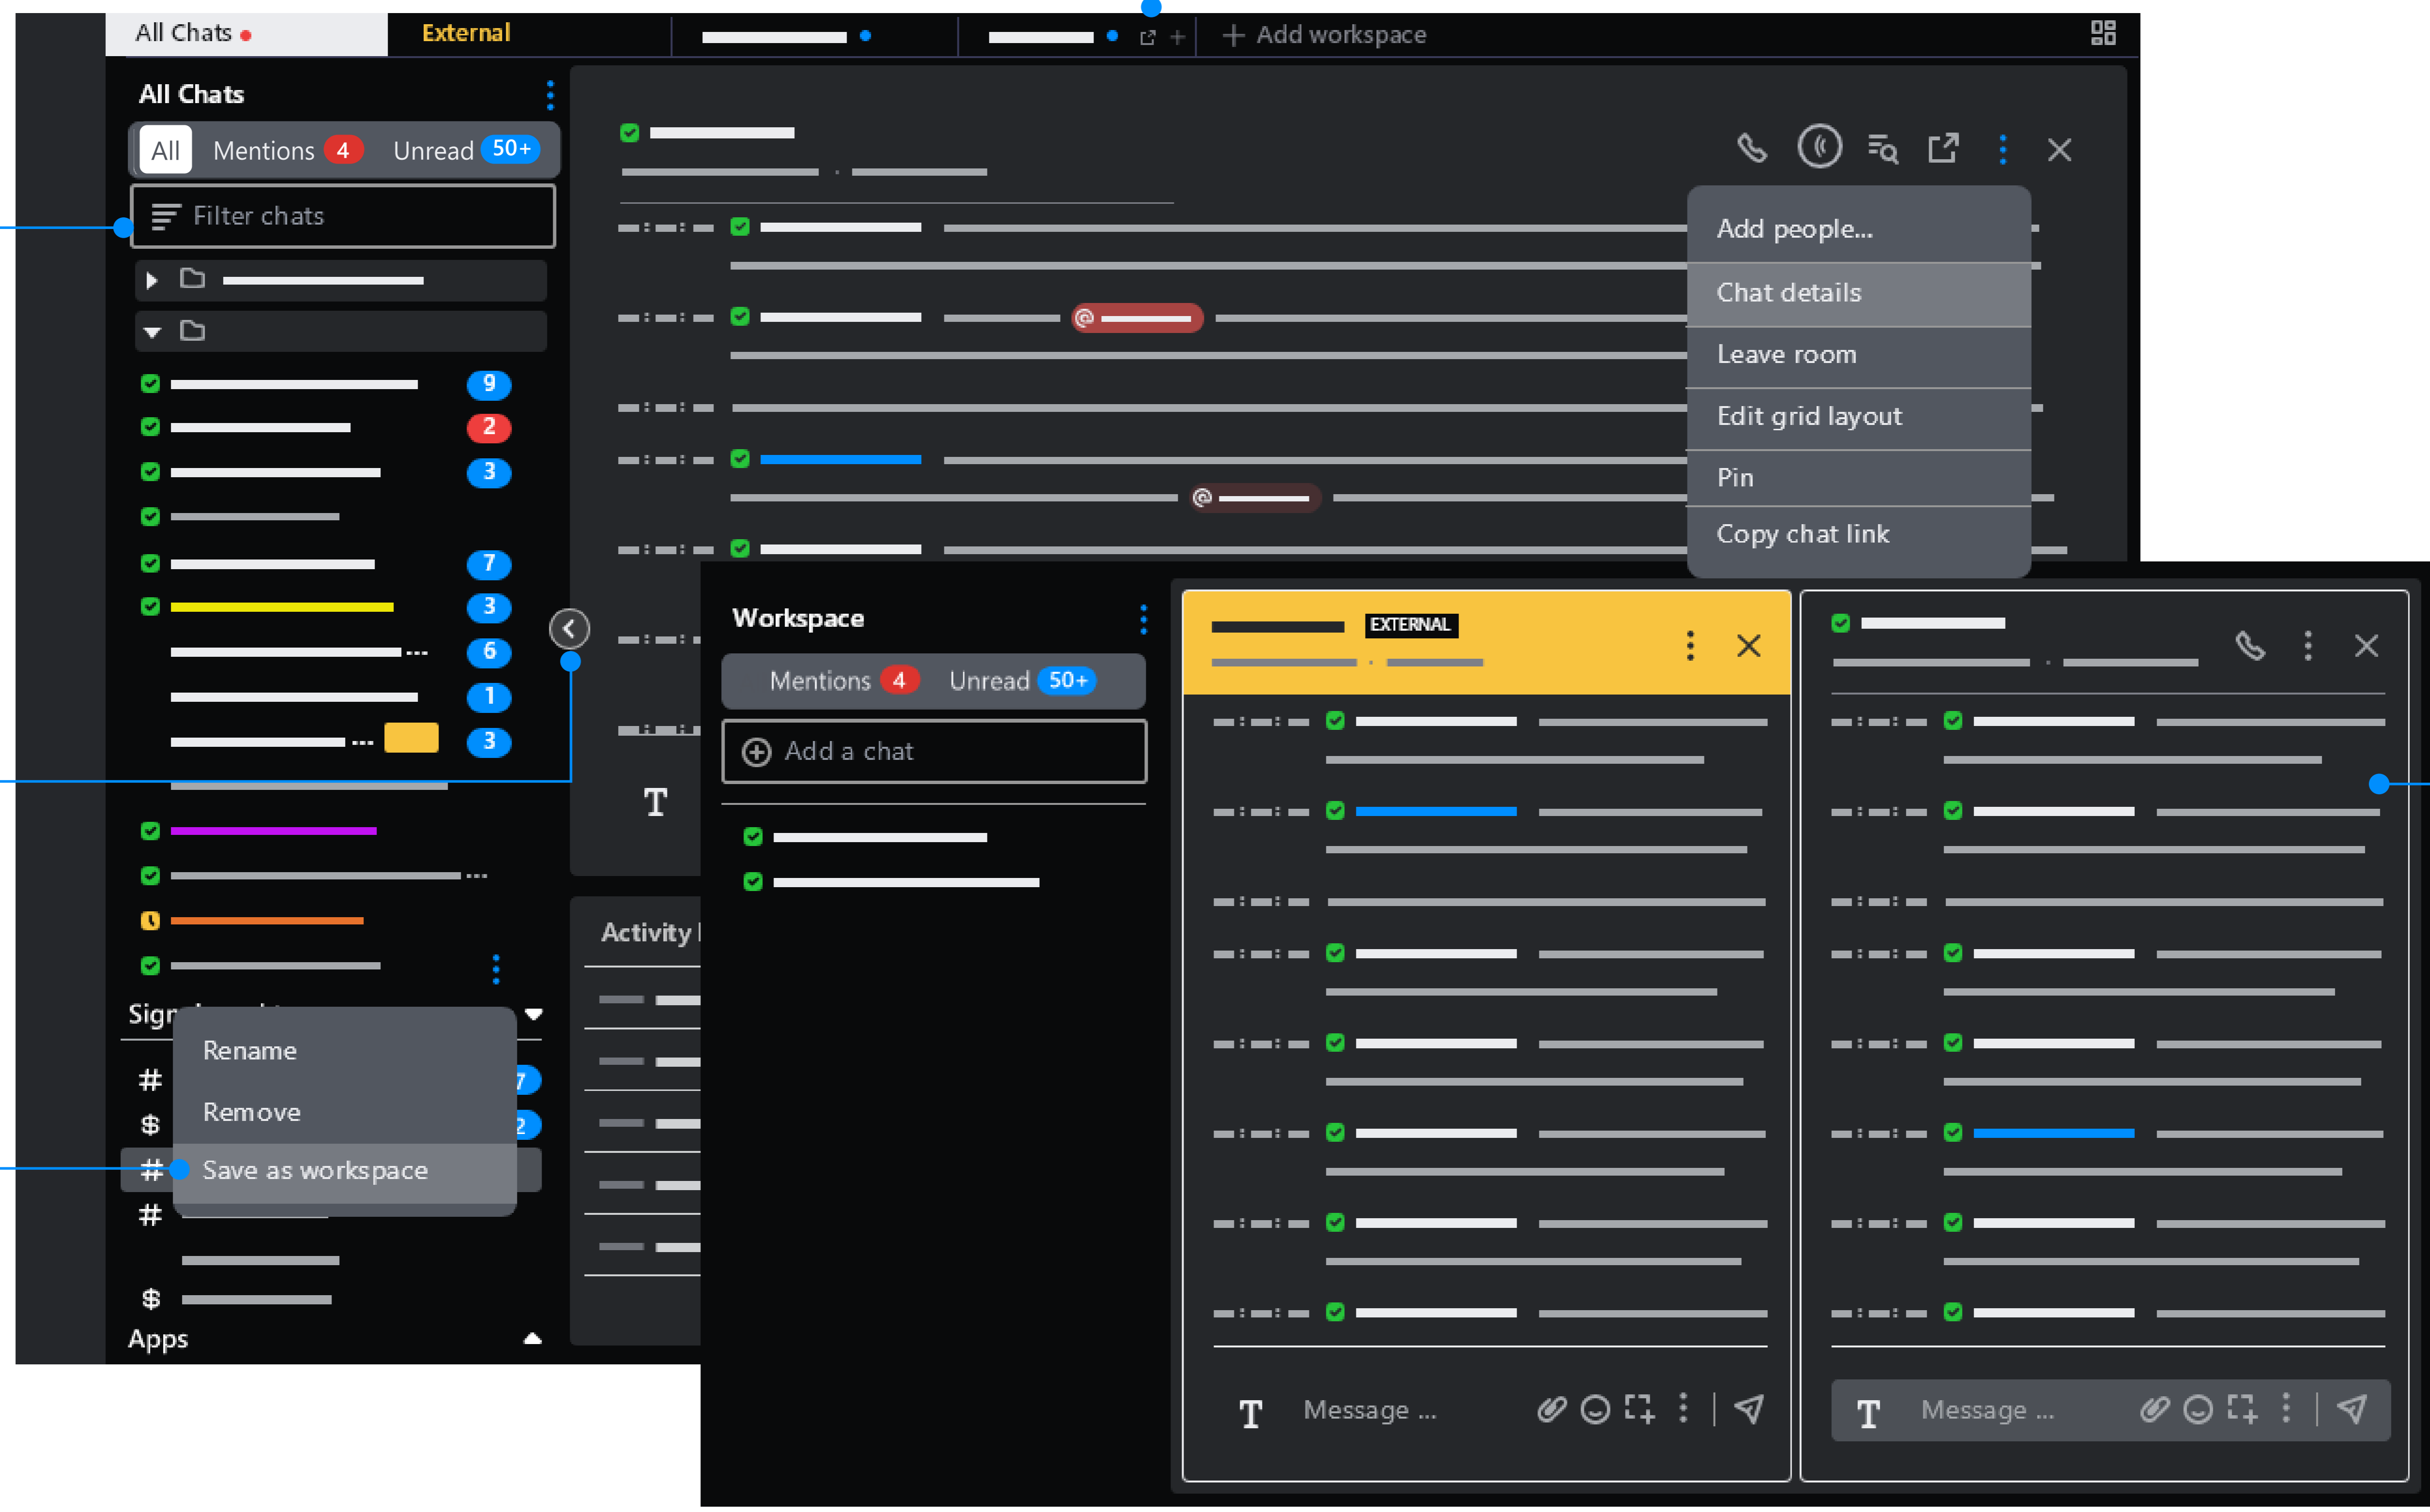 All Chats
External
Add workspace
All Chats
All Mentions 4 Unread 50+
Filter chats
9
2
3
7
3
6
1
3
Rename
7
Remove
2
Save as workspace
Apps
Add people...
Chat details
Leave room
Edit grid layout
Pin
Copy chat link
T
Activity
Workspace
Mentions 4 Unread 50+
Add a chat
EXTERNAL
T Message ...
T Message ...